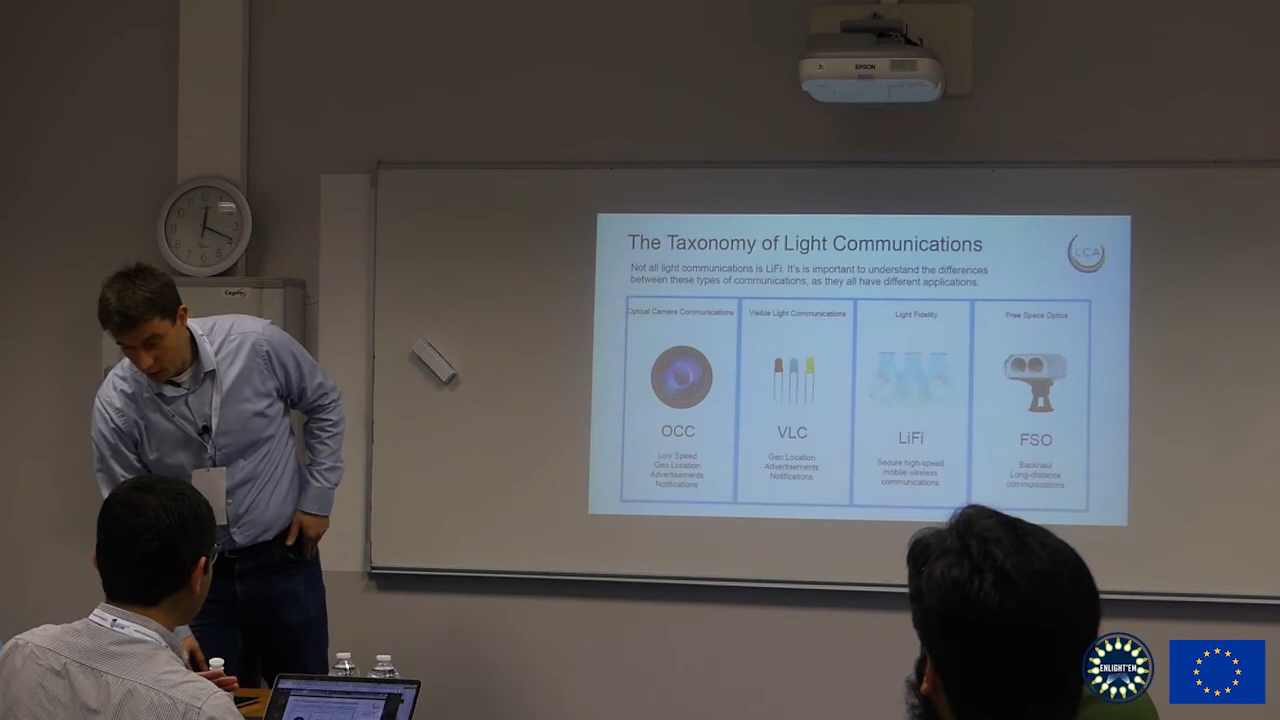 EPSON
The Taxonomy of Light Communications
LCA
Not all light communications is LiFi. It's is important to understand the differences
between these types of communications, as they all have different applications.
Optical Camera Communications
Visible Light Communications
Light Fidelity
Free Space Optics
OCC
VLC
LiFi
FSO
Low Speed
Geo Location
Advertisements
Notifications
Geo Location
Advertisements
Notifications
Secure high-speed
mobile wireless
communications
Backhaul
Long-distance
communications
ENLIGHT'EM